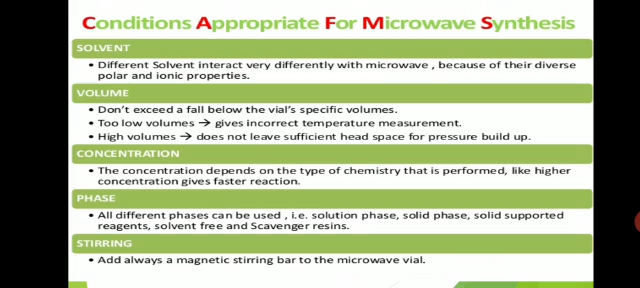 Conditions Appropriate For Microwave Synthesis
SOLVENT
• Different Solvent interact very differently with microwave , because of their diverse
polar and ionic properties.
VOLUME
• Don't exceed a fall below the vial's specific volumes.
• Too low volumes → gives incorrect temperature measurement.
• High volumes → does not leave sufficient head space for pressure build up.
CONCENTRATION
• The concentration depends on the type of chemistry that is performed, like higher
concentration gives faster reaction.
PHASE
• All different phases can be used , i.e. solution phase, solid phase, solid supported
reagents, solvent free and Scavenger resins.
STIRRING
• Add always a magnetic stirring bar to the microwave vial.